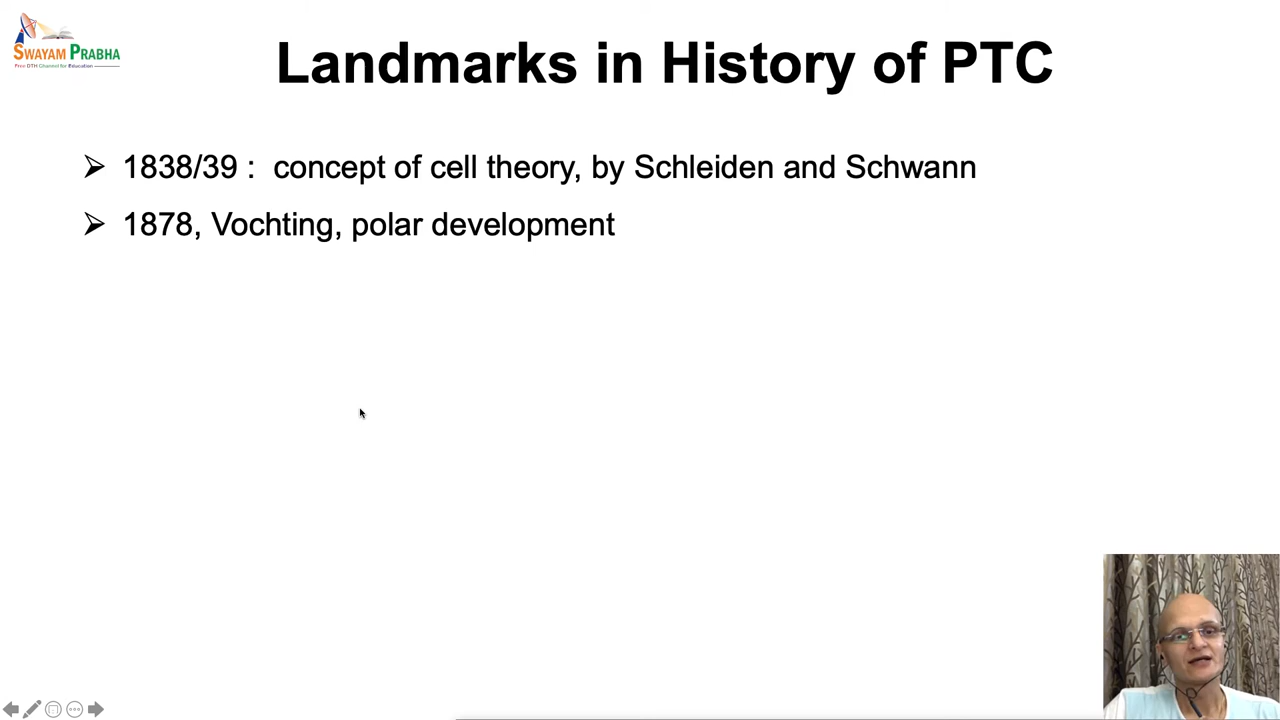 SWAYAM PRABHA
Free DTH Channel for Education
Landmarks in History of PTC
➢ 1838/39 : concept of cell theory, by Schleiden and Schwann
➢ 1878, Vochting, polar development